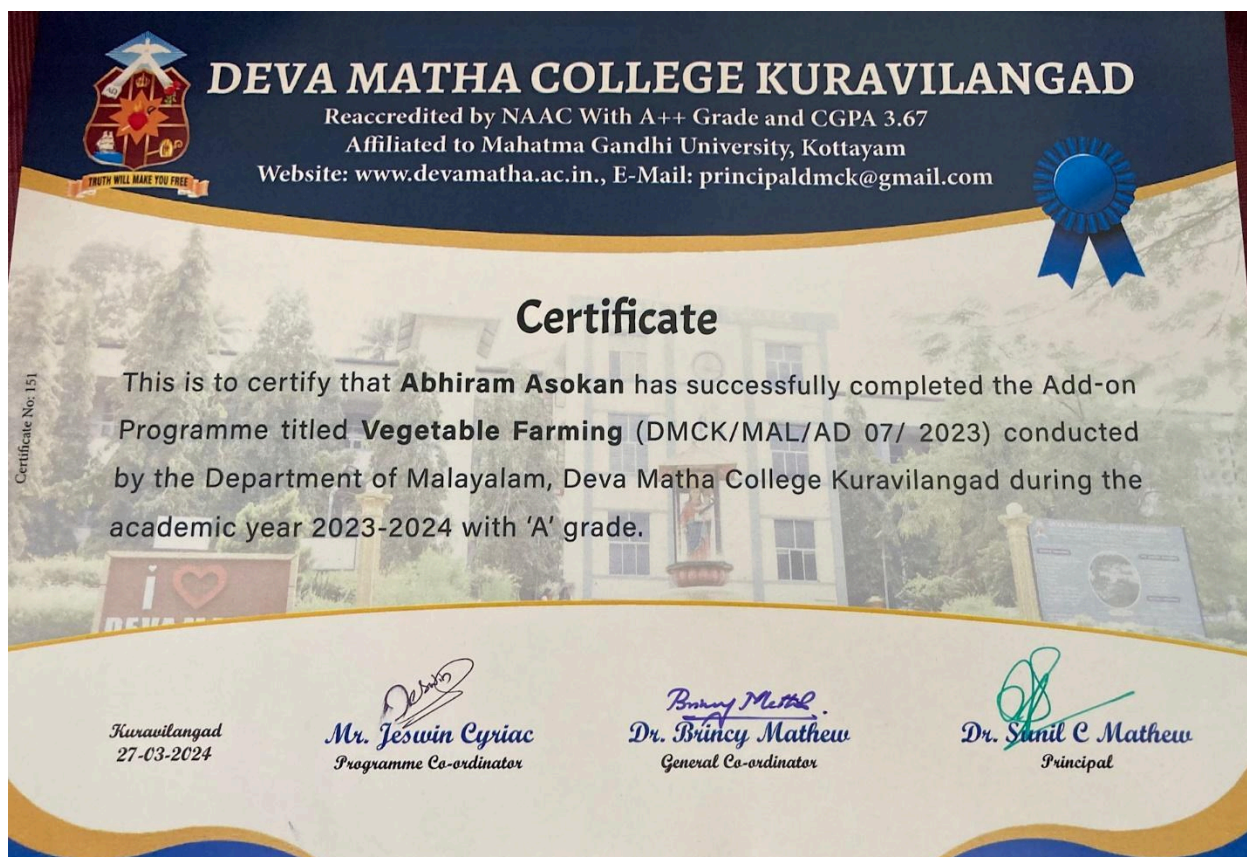 DEVA MATHA COLLEGE KURAVILANGAD
Reaccredited by NAAC With A++ Grade and CGPA 3.67
Affiliated to Mahatma Gandhi University, Kottayam
Website: www.devamatha.ac.in., E-Mail: principaldmck@gmail.com
TRUTH WILL MAKE YOU FREE
Certificate
Certificate No: 151
This is to certify that Abhiram Asokan has successfully completed the Add-on
Programme titled Vegetable Farming (DMCK/MAL/AD 07/ 2023) conducted
by the Department of Malayalam, Deva Matha College Kuravilangad during the
academic year 2023-2024 with 'A' grade.
i
Jeswin
Brincy Mathew.
Kuravilangad
27-03-2024
Mr. Jeswin Cyriac
Programme Co-ordinator
Dr. Brincy Mathew
General Co-ordinator
Dr. Sunil C Mathew
Principal